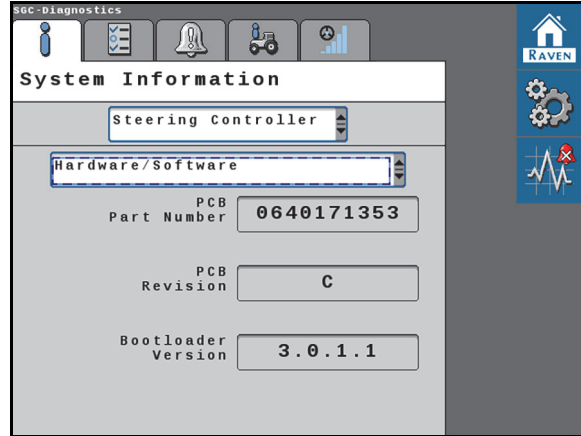 SGC-Diagnostics
RAVEN
System Information
Steering Controller
Hardware/Software
PCB
Part Number
0640171353
PCB
Revision
C
Bootloader
Version
3.0.1.1